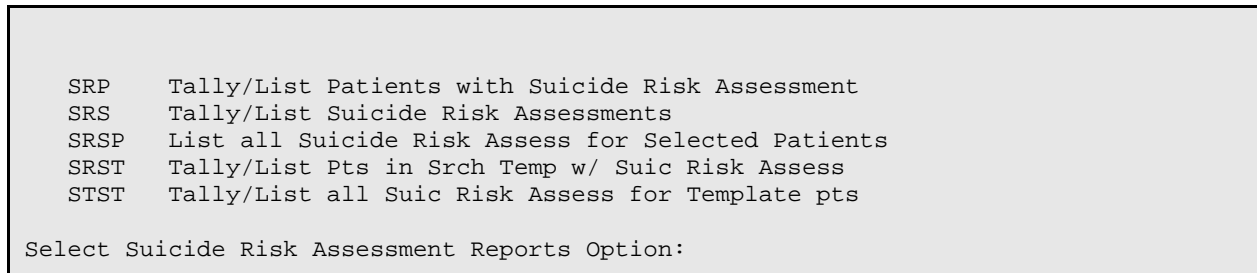 SRP Tally/List Patients with Suicide Risk Assessment
SRS Tally/List Suicide Risk Assessments
SRSP List all Suicide Risk Assess for Selected Patients
SRST Tally/List Pts in Srch Temp w/ Suic Risk Assess
STST Tally/List all Suic Risk Assess for Template pts
Select Suicide Risk Assessment Reports Option: